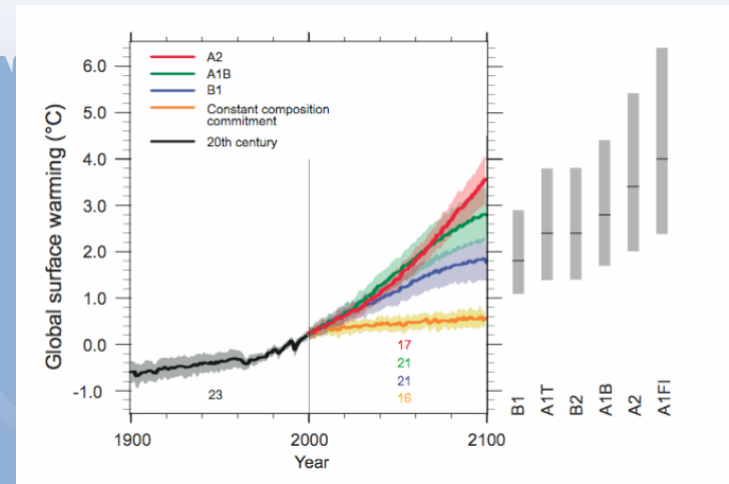 A2
A1B
B1
Constant composition
commitment
20th century
Global surface warming (°C)
6.0
5.0
4.0
3.0
2.0
1.0
0.0
-1.0
17
21
21
16
23
1900 2000 2100
Year
B1 A1T B2 A1B A2 A1FI